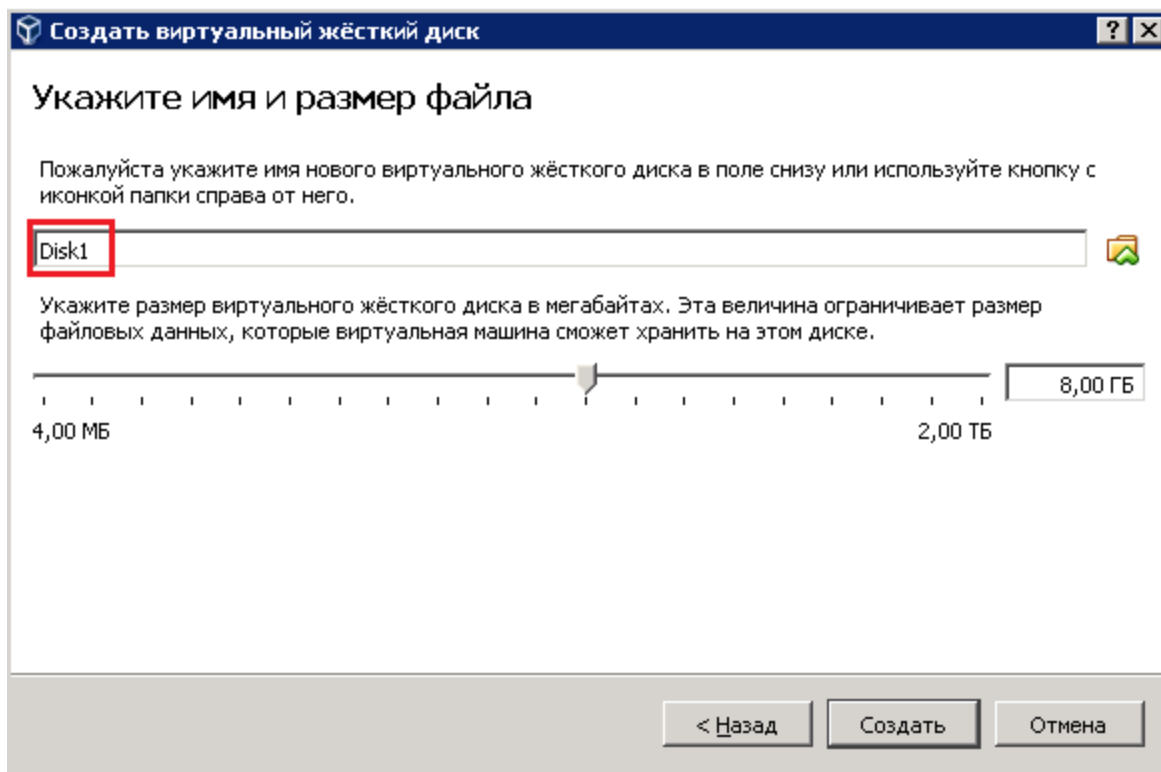 Создать виртуальный жёсткий диск
Укажите имя и размер файла
Пожалуйста укажите имя нового виртуального жёсткого диска в поле снизу или используйте кнопку с
иконкой папки справа от него.
Disk1
Укажите размер виртуального жёсткого диска в мегабайтах. Эта величина ограничивает размер
файловых данных, которые виртуальная машина сможет хранить на этом диске.
8,00 ГБ
4,00 МБ 2,00 ТБ
< Назад Создать Отмена